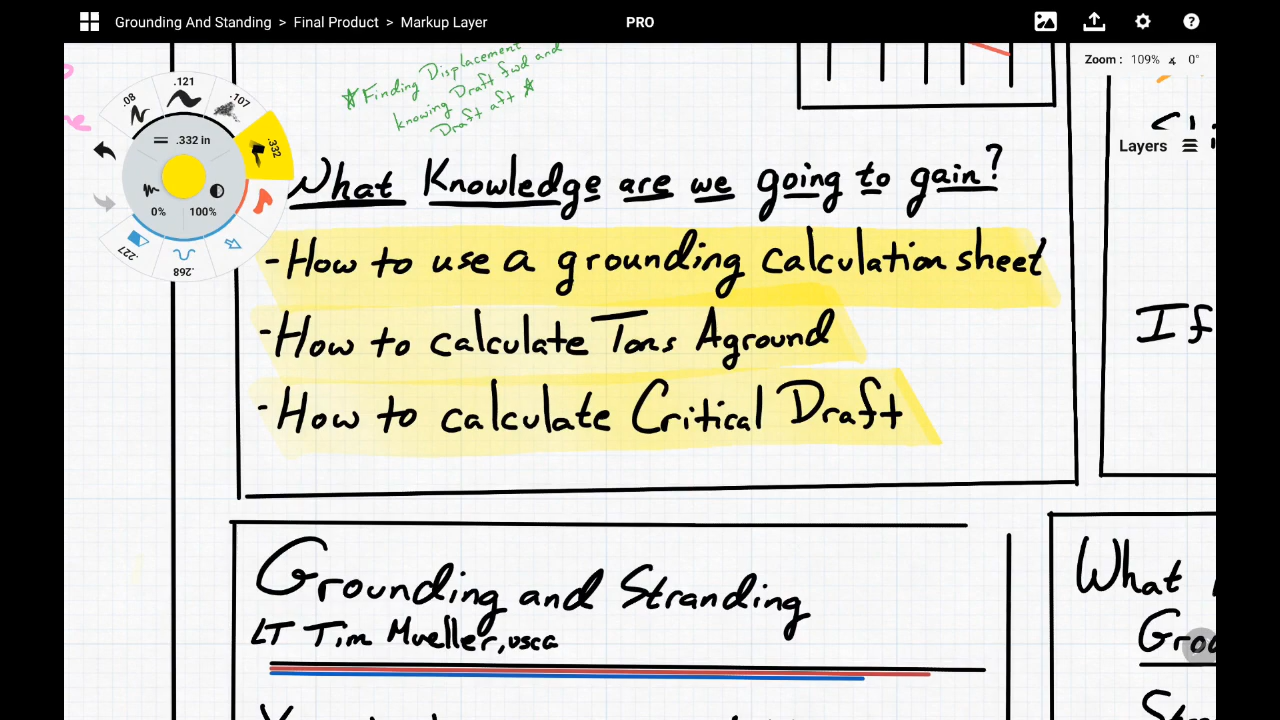 Grounding And Standing > Final Product > Markup Layer
PRO
Zoom : 109% 0°
Layers
.08
.121
.107
.332
.332 in
0% 100%
.227
.268
*Finding Displacement
knowing Draft fwd and
Draft aft *
What Knowledge are we going to gain?
- How to use a grounding calculation sheet
- How to calculate Tons Aground
- How to calculate Critical Draft
If
Grounding and Stranding
LT Tim Mueller, USCG
What